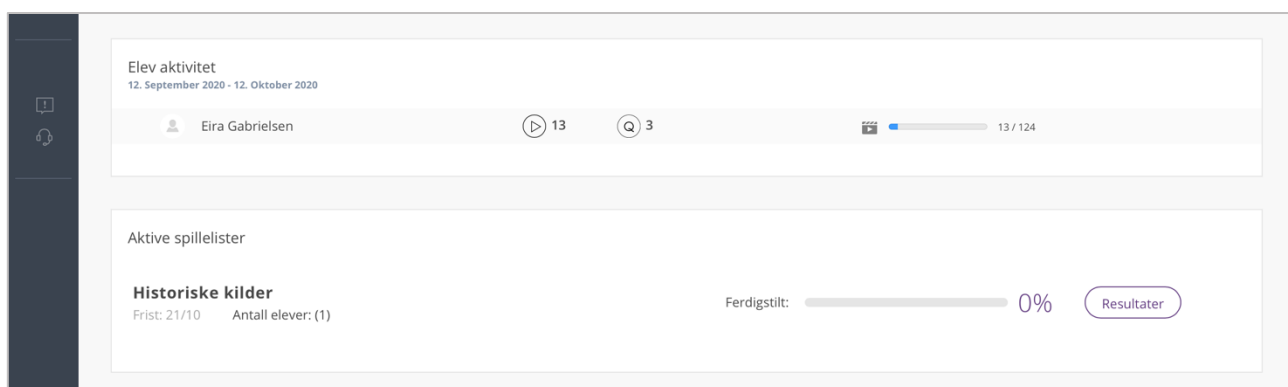 Elev aktivitet
12. September 2020 - 12. Oktober 2020
Eira Gabrielsen 13 Q 3 13 / 124
Aktive spillelister
Historiske kilder
Frist: 21/10 Antall elever: (1)
Ferdigstilt: 0% Resultater